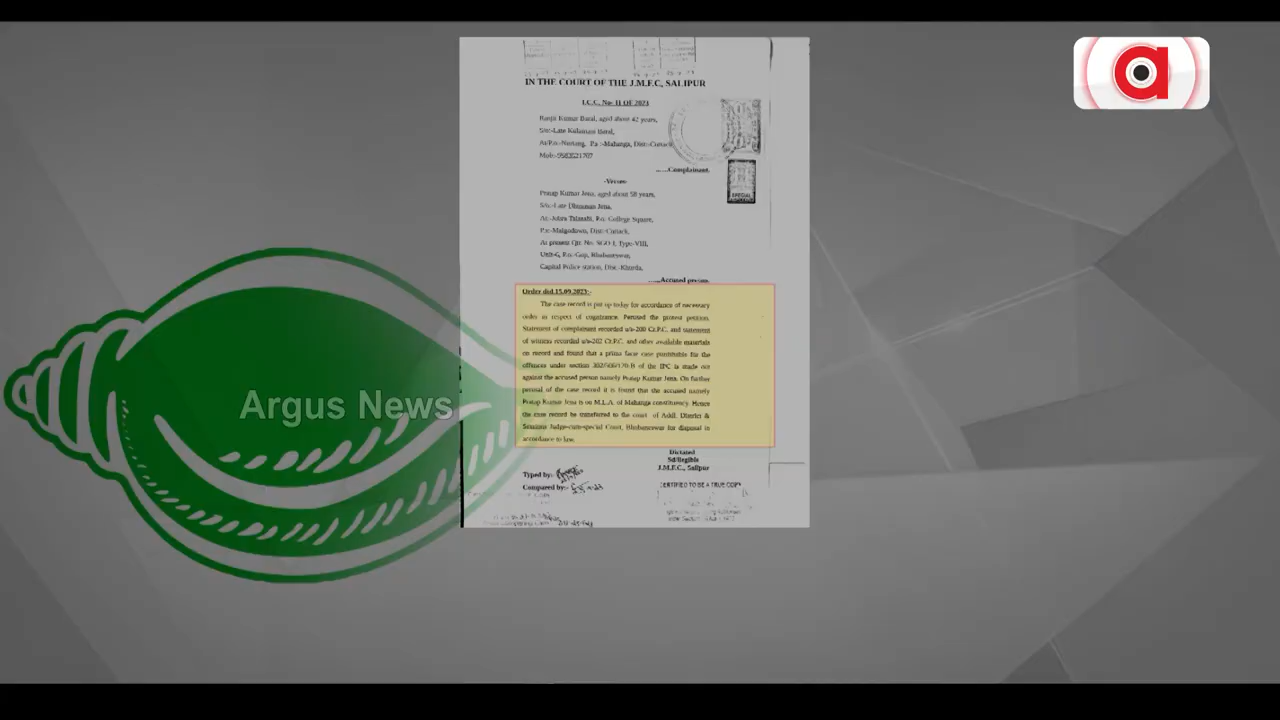 IN THE COURT OF THE J.M.F.C, SALIPUR
I.C.C. No- 11 OF 2023
Ranjit Kumar Baral, aged about 42 years,
S/o:-Late Kulamani Baral,
At/P.o.-Nurtang, P.s :-Mahanga, Dist:-Cuttack
Mob:-9583521707
......Complainant.
-Versus-
Pratap Kumar Jena, aged about 58 years,
S/o:-Late
At:-Jobra Talasahi, P.o. College Square,
P.s:-Malgodown, Dist:-Cuttack,
At present Qtr. No. Type-VIII,
Unit-6, P.o.- Bhubaneswar,
Capital Police station, Dist.-Khurda,
......Accused person.
Order dtd.15.09.2023:-
The case record is put up today for accordance of necessary
order in respect of cognizance. Perused the protest petition.
Statement of complainant recorded u/s-200 Cr.P.C. and statement
of witness recorded u/s-202 Cr.P.C. and other available materials
on record and found that a prima facie case punishable for the
offences under section 302/506/120-B of the IPC is made out
against the accused person namely Pratap Kumar Jena. On further
perusal of the case record it is found that the accused namely
Pratap Kumar Jena is an M.L.A. of Mahanga constituency. Hence
the case record be transferred to the court of Addl. District &
Sessions Judge-cum-special Court, Bhubaneswar for disposal in
accordance to law.
Dictated
Sd/Illegible
J.M.F.C., Salipur
Typed by:-
Compared by:-
CERTIFIED TO BE A TRUE COPY
Argus News
a